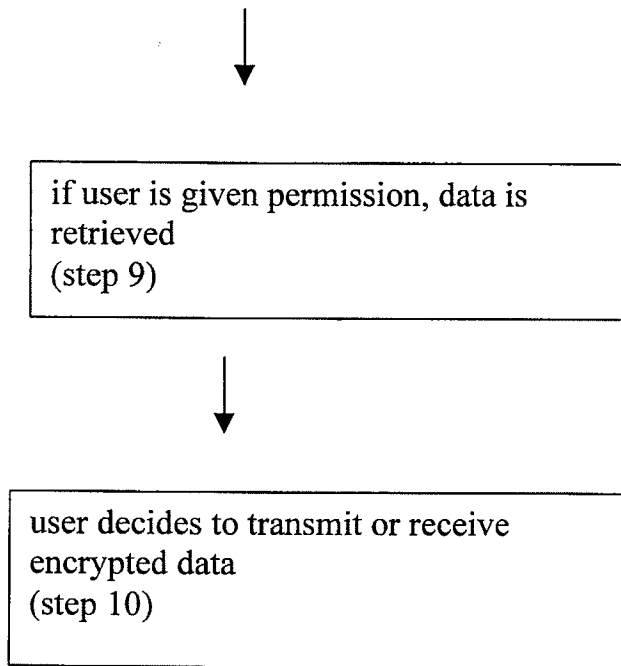 if user is given permission, data is
retrieved
(step 9)
user decides to transmit or receive
encrypted data
(step 10)